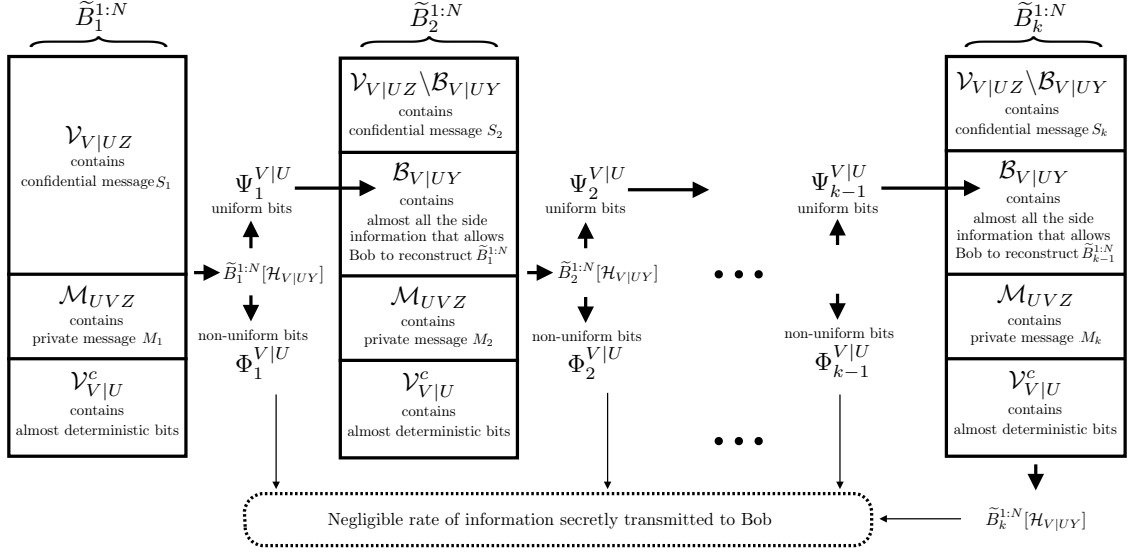 $\widetilde{B}_1^{1:N}$
$\mathcal{V}_{V|UZ}$
contains
confidential message $S_1$
$\mathcal{M}_{UVZ}$
contains
private message $M_1$
$\mathcal{V}_{V|U}^c$
contains
almost deterministic bits
$\Psi_1^{V|U}$
uniform bits
$\widetilde{B}_1^{1:N}[\mathcal{H}_{V|UY}]$
non-uniform bits
$\Phi_1^{V|U}$
$\widetilde{B}_2^{1:N}$
$\mathcal{V}_{V|UZ} \backslash \mathcal{B}_{V|UY}$
contains
confidential message $S_2$
$\mathcal{B}_{V|UY}$
contains
almost all the side
information that allows
Bob to reconstruct $\widetilde{B}_1^{1:N}$
$\mathcal{M}_{UVZ}$
contains
private message $M_2$
$\mathcal{V}_{V|U}^c$
contains
almost deterministic bits
$\Psi_2^{V|U}$
uniform bits
$\widetilde{B}_2^{1:N}[\mathcal{H}_{V|UY}]$
non-uniform bits
$\Phi_2^{V|U}$
$\Psi_{k-1}^{V|U}$
uniform bits
non-uniform bits
$\Phi_{k-1}^{V|U}$
$\widetilde{B}_k^{1:N}$
$\mathcal{V}_{V|UZ} \backslash \mathcal{B}_{V|UY}$
contains
confidential message $S_k$
$\mathcal{B}_{V|UY}$
contains
almost all the side
information that allows
Bob to reconstruct $\widetilde{B}_{k-1}^{1:N}$
$\mathcal{M}_{UVZ}$
contains
private message $M_k$
$\mathcal{V}_{V|U}^c$
contains
almost deterministic bits
Negligible rate of information secretly transmitted to Bob
$\widetilde{B}_k^{1:N}[\mathcal{H}_{V|UY}]$